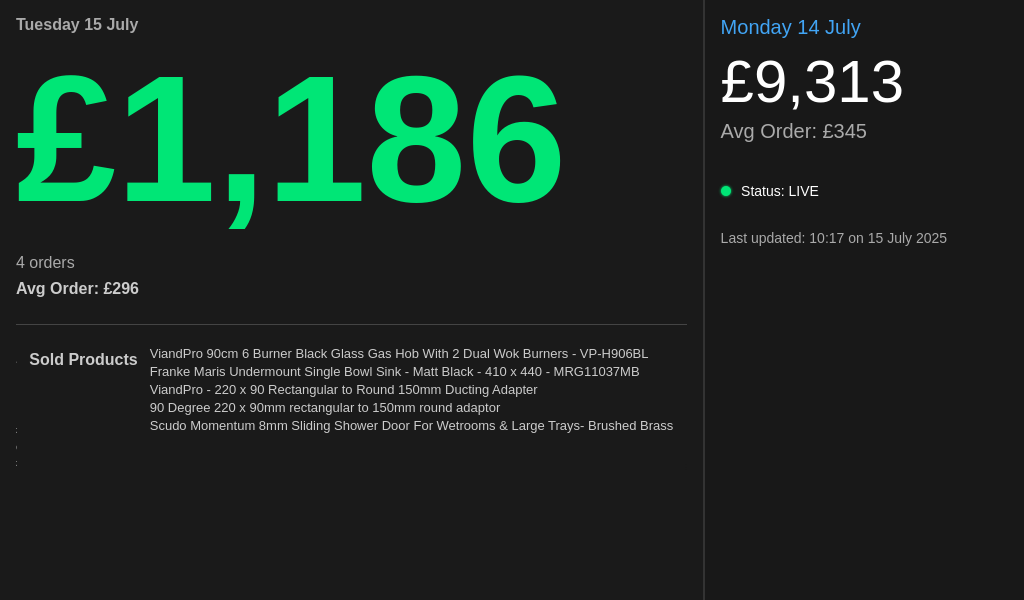 Tuesday 15 July
£1,186
4 orders
Avg Order: £296
Sold Products
ViandPro 90cm 6 Burner Black Glass Gas Hob With 2 Dual Wok Burners - VP-H906BL
Franke Maris Undermount Single Bowl Sink - Matt Black - 410 x 440 - MRG11037MB
ViandPro - 220 x 90 Rectangular to Round 150mm Ducting Adapter
90 Degree 220 x 90mm rectangular to 150mm round adaptor
Scudo Momentum 8mm Sliding Shower Door For Wetrooms & Large Trays- Brushed Brass
Monday 14 July
£9,313
Avg Order: £345
Status: LIVE
Last updated: 10:17 on 15 July 2025